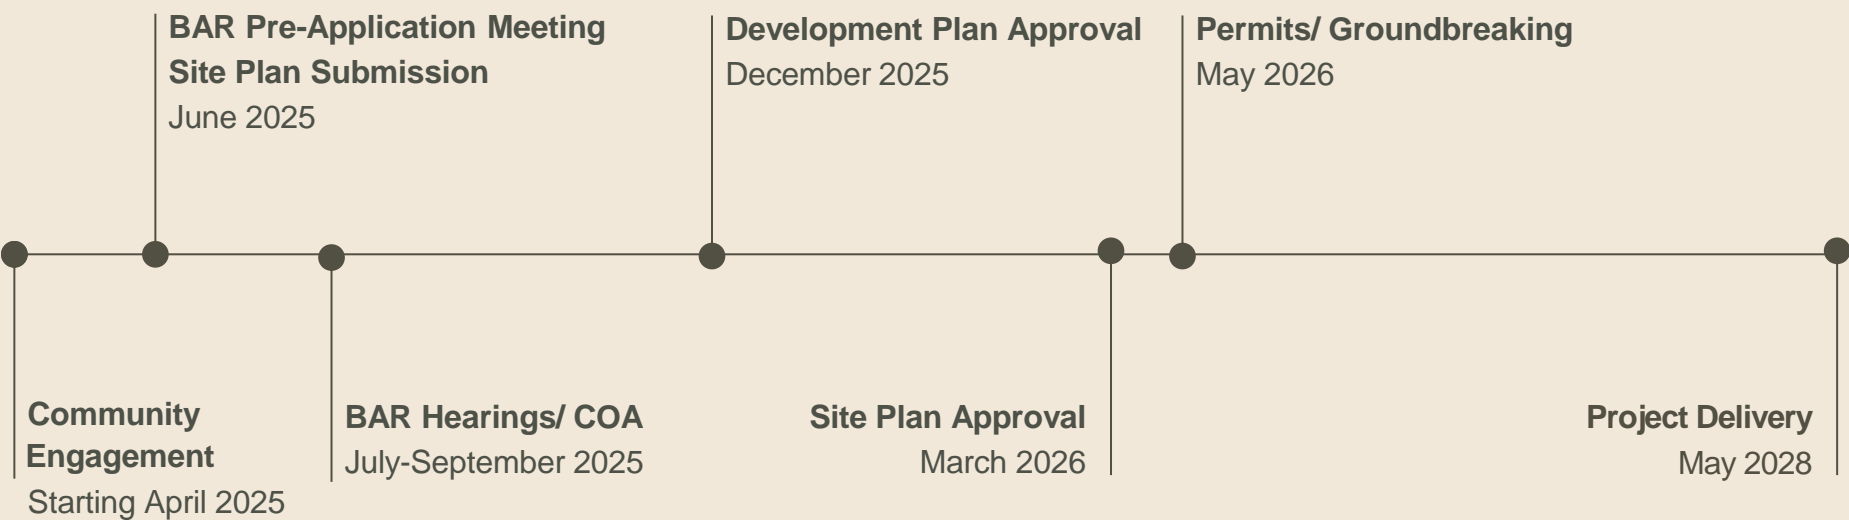 BAR Pre-Application Meeting
Site Plan Submission
June 2025
Development Plan Approval
December 2025
Permits/ Groundbreaking
May 2026
Community
Engagement
Starting April 2025
BAR Hearings/ COA
July-September 2025
Site Plan Approval
March 2026
Project Delivery
May 2028